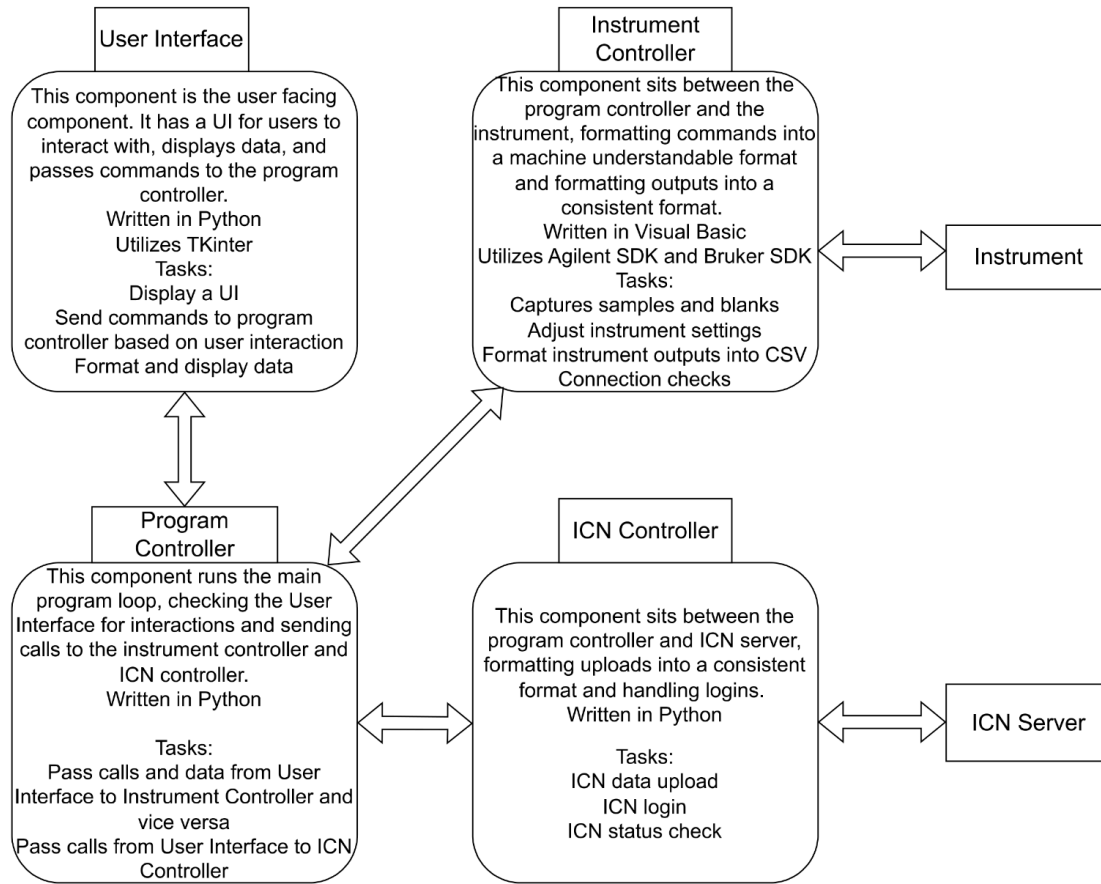 User Interface
This component is the user facing
component. It has a UI for users to
interact with, displays data, and
passes commands to the program
controller.
Written in Python
Utilizes TKinter
Tasks:
Display a UI
Send commands to program
controller based on user interaction
Format and display data
Instrument
Controller
This component sits between the
program controller and the
instrument, formatting commands into
a machine understandable format
and formatting outputs into a
consistent format.
Written in Visual Basic
Utilizes Agilent SDK and Bruker SDK
Tasks:
Captures samples and blanks
Adjust instrument settings
Format instrument outputs into CSV
Connection checks
Instrument
Program
Controller
This component runs the main
program loop, checking the User
Interface for interactions and sending
calls to the instrument controller and
ICN controller.
Written in Python
Tasks:
Pass calls and data from User
Interface to Instrument Controller and
vice versa
Pass calls from User Interface to ICN
Controller
ICN Controller
This component sits between the
program controller and ICN server,
formatting uploads into a consistent
format and handling logins.
Written in Python
Tasks:
ICN data upload
ICN login
ICN status check
ICN Server